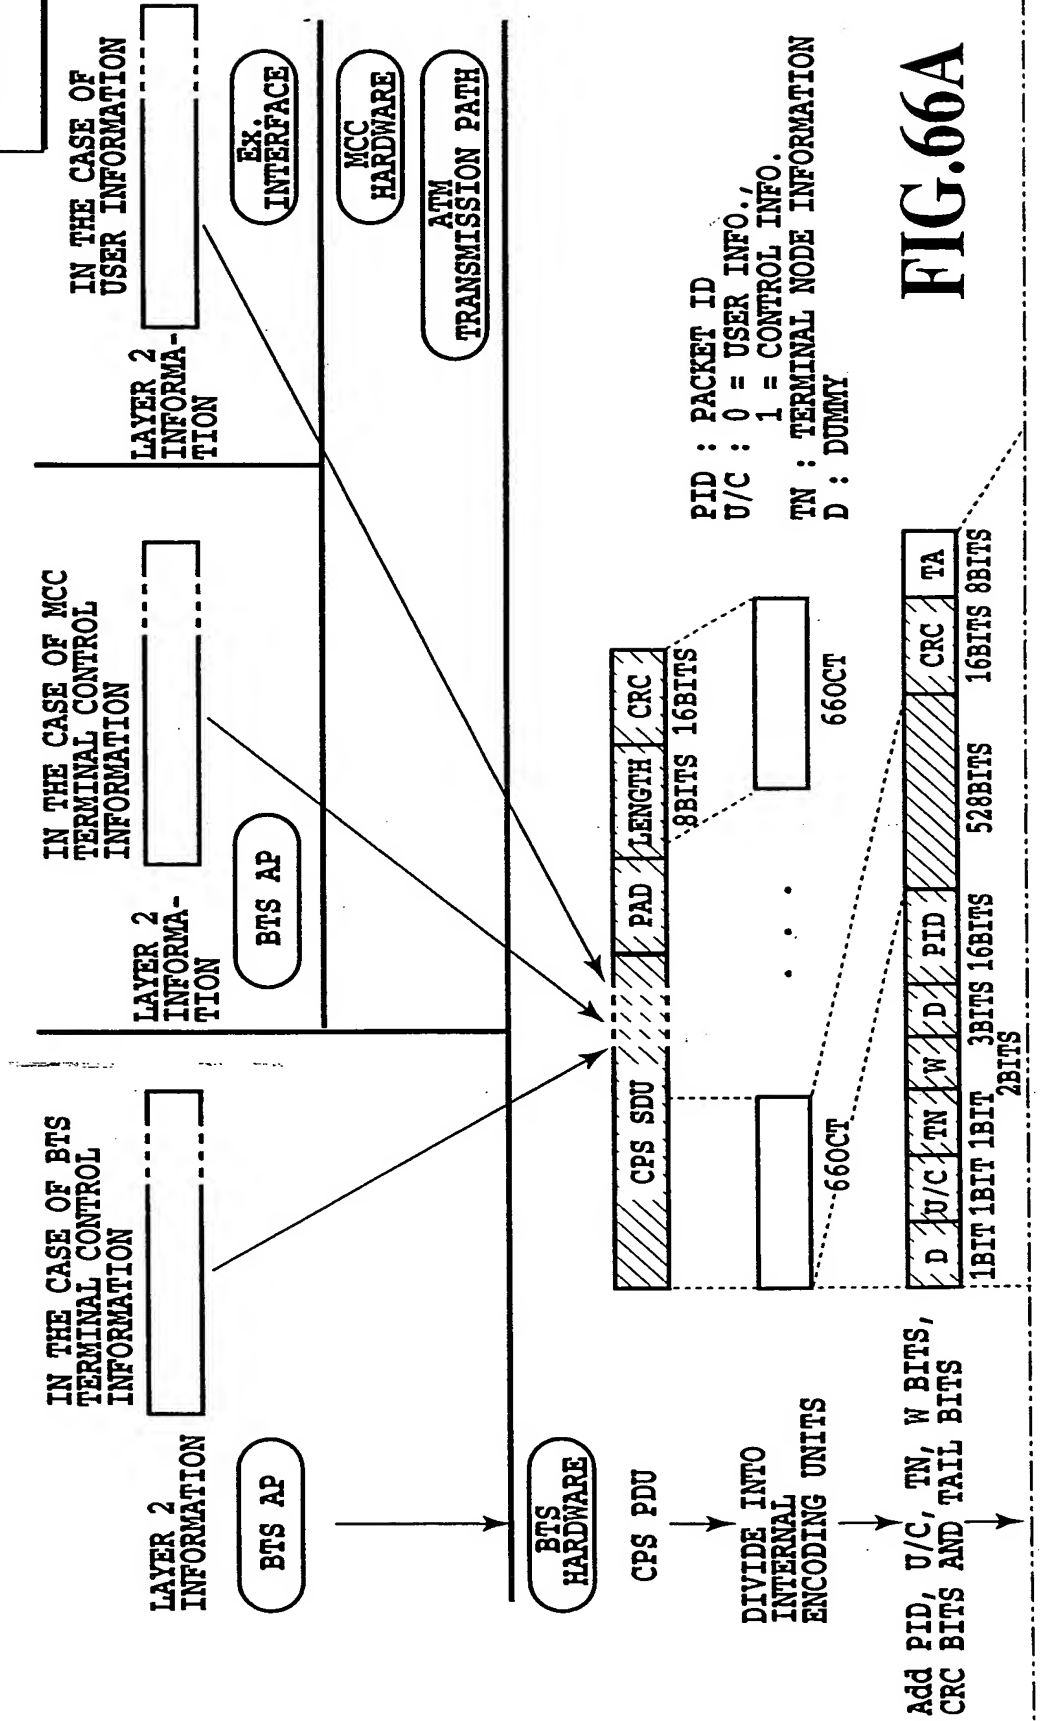 IN THE CASE OF BTS
TERMINAL CONTROL
INFORMATION
IN THE CASE OF MCC
TERMINAL CONTROL
INFORMATION
IN THE CASE OF
USER INFORMATION
LAYER 2
INFORMATION
LAYER 2
INFORMA-
TION
LAYER 2
INFORMA-
TION
BTS AP
BTS AP
EX.
INTERFACE
MCC
HARDWARE
ATM
TRANSMISSION PATH
BTS
HARDWARE
CPS PDU
CPS SDU
PAD
LENGTH
CRC
8BITS
16BITS
PID : PACKET ID
U/C : 0 = USER INFO.,
1 = CONTROL INFO.
TN : TERMINAL NODE INFORMATION
D : DUMMY
DIVIDE INTO
INTERNAL
ENCODING UNITS
66OCT
66OCT
Add PID, U/C, TN, W BITS,
CRC BITS AND TAIL BITS
D
U/C
TN
W
D
PID
CRC
TA
1BIT
1BIT
1BIT
2BITS
3BITS
16BITS
528BITS
16BITS
8BITS
FIG.66A